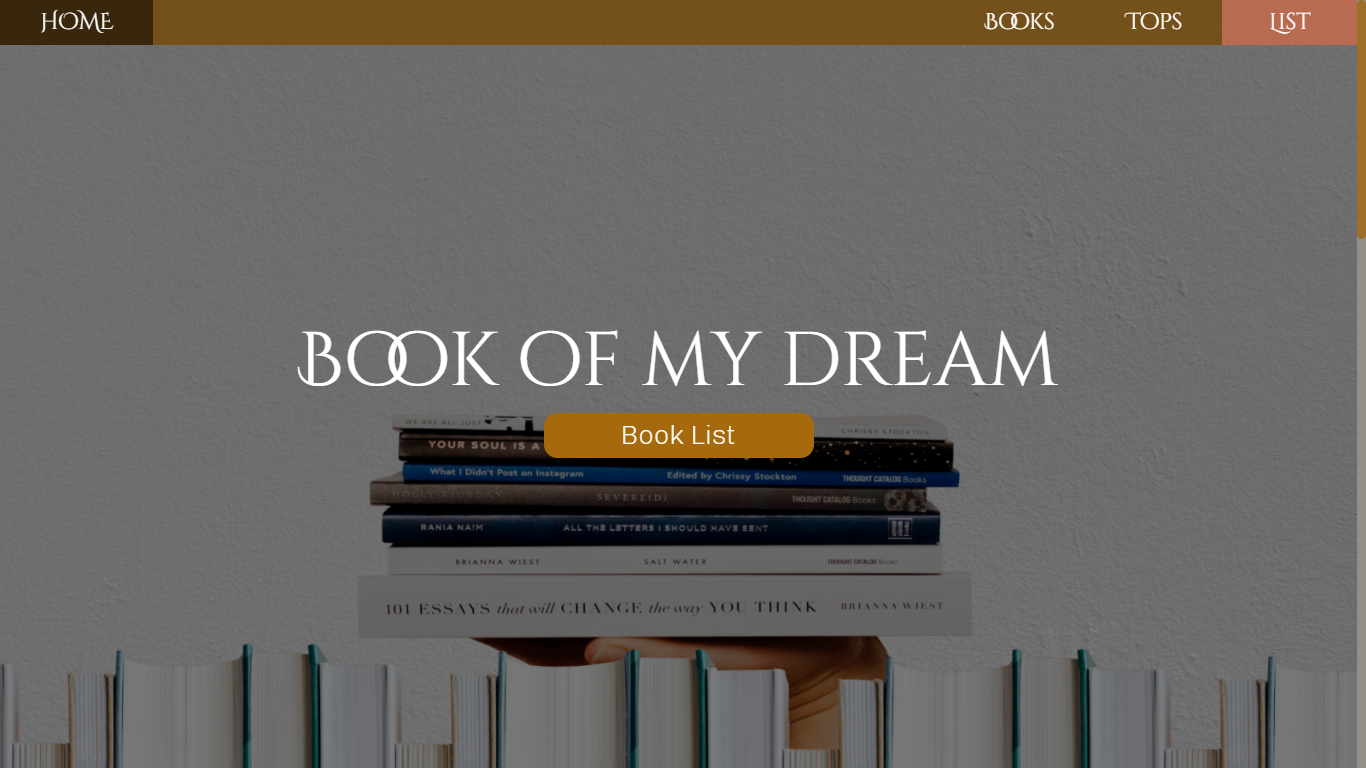 HOME
BOOKS
TOPS
LIST
BOOK OF MY DREAM
Book List
WE ARE ALL JUST
CHRISSY STOCKTON
YOUR SOUL IS A
What I Didn't Post on Instagram Edited by Chrissy Stockton THOUGHT CATALOG Books
HOLLY RIORDAN SEVERE(D) THOUGHT CATALOG Books
RANIA NAIM ALL THE LETTERS I SHOULD HAVE SENT
BRIANNA WIEST SALT WATER THOUGHT CATALOG Books
101 ESSAYS that will CHANGE the way YOU THINK BRIANNA WIEST